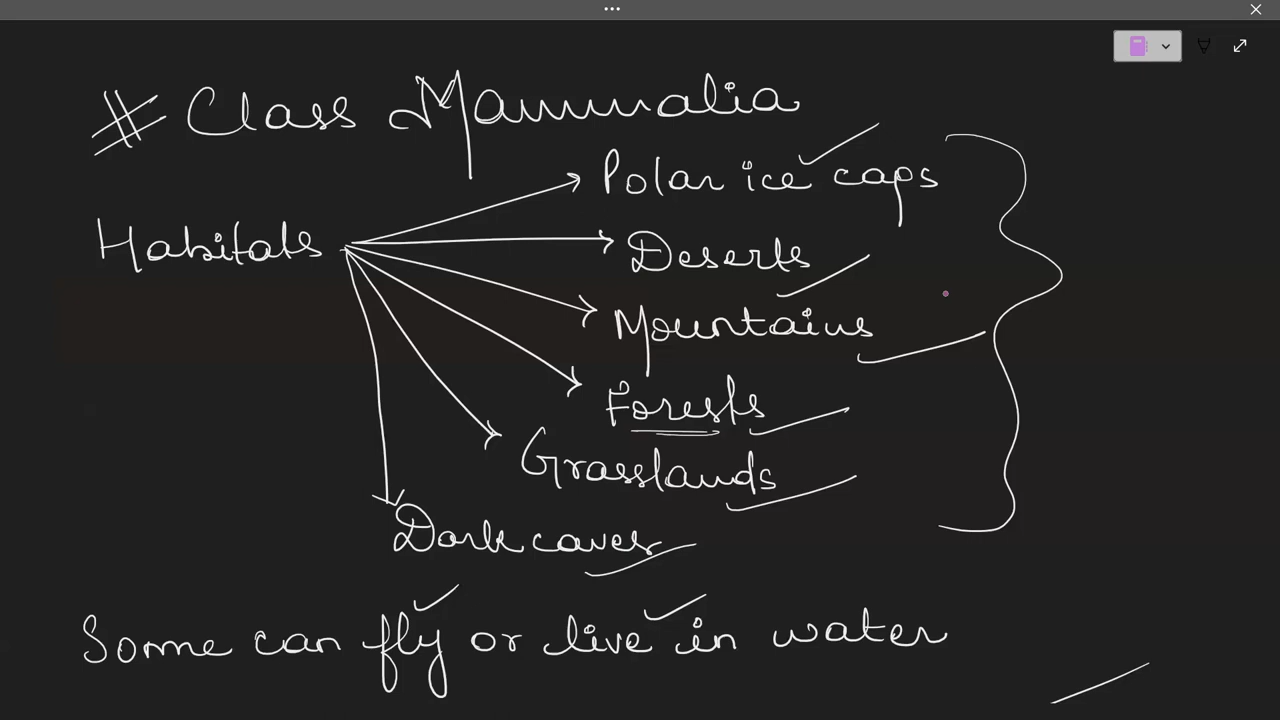 # Class Mammalia
Polar ice caps
Habitats
Deserts
Mountains
Forests
Grasslands
Dark caves
Some can fly or live in water